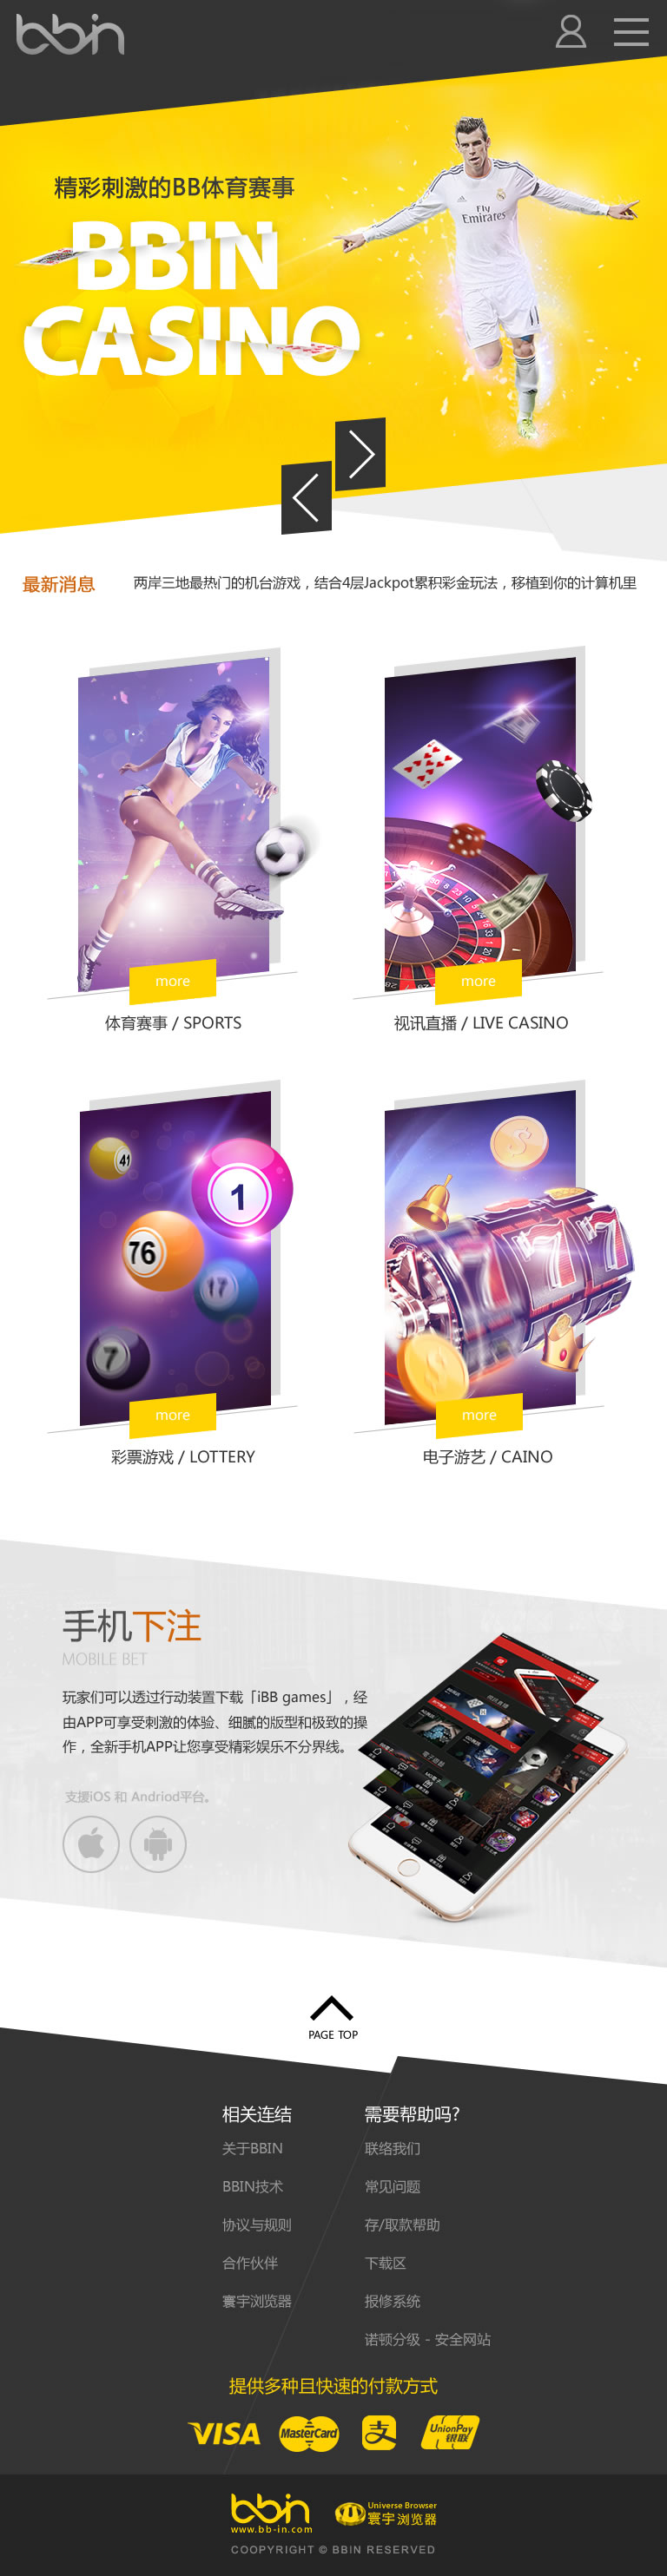 bbin
精彩刺激的BB体育赛事
BBIN
CASINO
Fly
Emirates
最新消息
两岸三地最热门的机台游戏，结合4层Jackpot累积彩金玩法，移植到你的计算机里
more
体育赛事 / SPORTS
more
视讯直播 / LIVE CASINO
41
1
76
17
7
more
彩票游戏 / LOTTERY
7
more
电子游艺 / CAINO
手机下注
MOBILE BET
玩家们可以透过行动装置下载「iBB games」，经
由APP可享受刺激的体验、细腻的版型和极致的操
作，全新手机APP让您享受精彩娱乐不分界线。
支援iOS 和 Andriod平台。
PAGE TOP
相关连结
关于BBIN
BBIN技术
协议与规则
合作伙伴
寰宇浏览器
需要帮助吗?
联络我们
常见问题
存/取款帮助
下载区
报修系统
诺顿分级 - 安全网站
提供多种且快速的付款方式
VISA
MasterCard
支
UnionPay
银联
bbin
www.bb-in.com
Universe Browser
寰宇浏览器
COOPYRIGHT © BBIN RESERVED